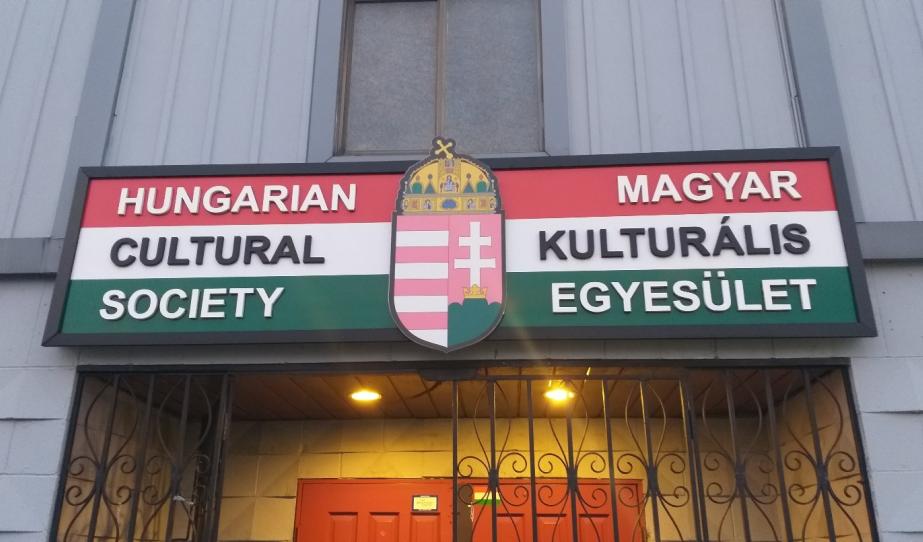 HUNGARIAN
CULTURAL
SOCIETY
MAGYAR
KULTURÁLIS
EGYESÜLET